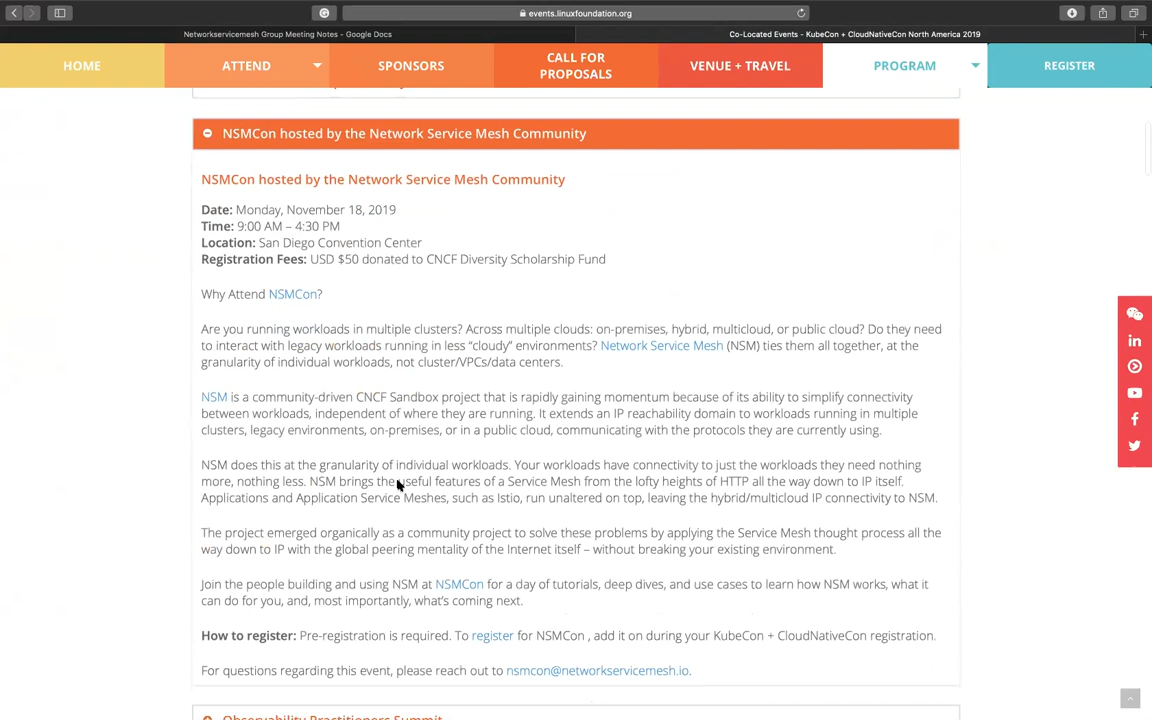 events.linuxfoundation.org
Networkservicemesh Group Meeting Notes - Google Docs
Co-Located Events - KubeCon + CloudNativeCon North America 2019
HOME
ATTEND
SPONSORS
CALL FOR
PROPOSALS
VENUE + TRAVEL
PROGRAM
REGISTER
NSMCon hosted by the Network Service Mesh Community
NSMCon hosted by the Network Service Mesh Community
Date: Monday, November 18, 2019
Time: 9:00 AM – 4:30 PM
Location: San Diego Convention Center
Registration Fees: USD $50 donated to CNCF Diversity Scholarship Fund
Why Attend NSMCon?
Are you running workloads in multiple clusters? Across multiple clouds: on-premises, hybrid, multicloud, or public cloud? Do they need
to interact with legacy workloads running in less “cloudy” environments? Network Service Mesh (NSM) ties them all together, at the
granularity of individual workloads, not cluster/VPCs/data centers.
NSM is a community-driven CNCF Sandbox project that is rapidly gaining momentum because of its ability to simplify connectivity
between workloads, independent of where they are running. It extends an IP reachability domain to workloads running in multiple
clusters, legacy environments, on-premises, or in a public cloud, communicating with the protocols they are currently using.
NSM does this at the granularity of individual workloads. Your workloads have connectivity to just the workloads they need nothing
more, nothing less. NSM brings the useful features of a Service Mesh from the lofty heights of HTTP all the way down to IP itself.
Applications and Application Service Meshes, such as Istio, run unaltered on top, leaving the hybrid/multicloud IP connectivity to NSM.
The project emerged organically as a community project to solve these problems by applying the Service Mesh thought process all the
way down to IP with the global peering mentality of the Internet itself – without breaking your existing environment.
Join the people building and using NSM at NSMCon for a day of tutorials, deep dives, and use cases to learn how NSM works, what it
can do for you, and, most importantly, what’s coming next.
How to register: Pre-registration is required. To register for NSMCon , add it on during your KubeCon + CloudNativeCon registration.
For questions regarding this event, please reach out to nsmcon@networkservicemesh.io.
Observability Practitioners Summit